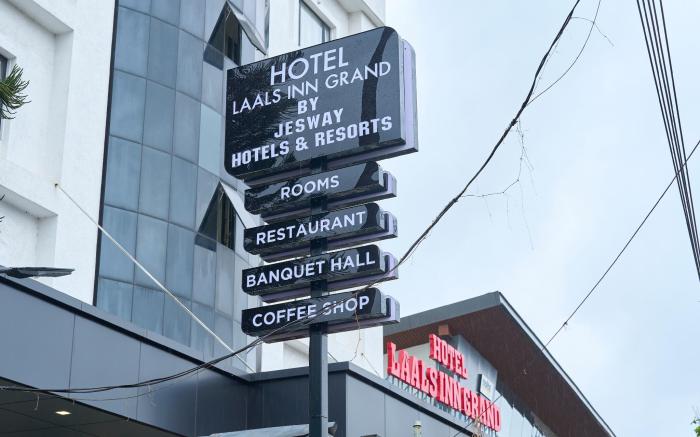 HOTEL
LAALS INN GRAND
BY
JESWAY
HOTELS & RESORTS
ROOMS
RESTAURANT
BANQUET HALL
COFFEE SHOP
HOTEL
LAALS INN GRAND